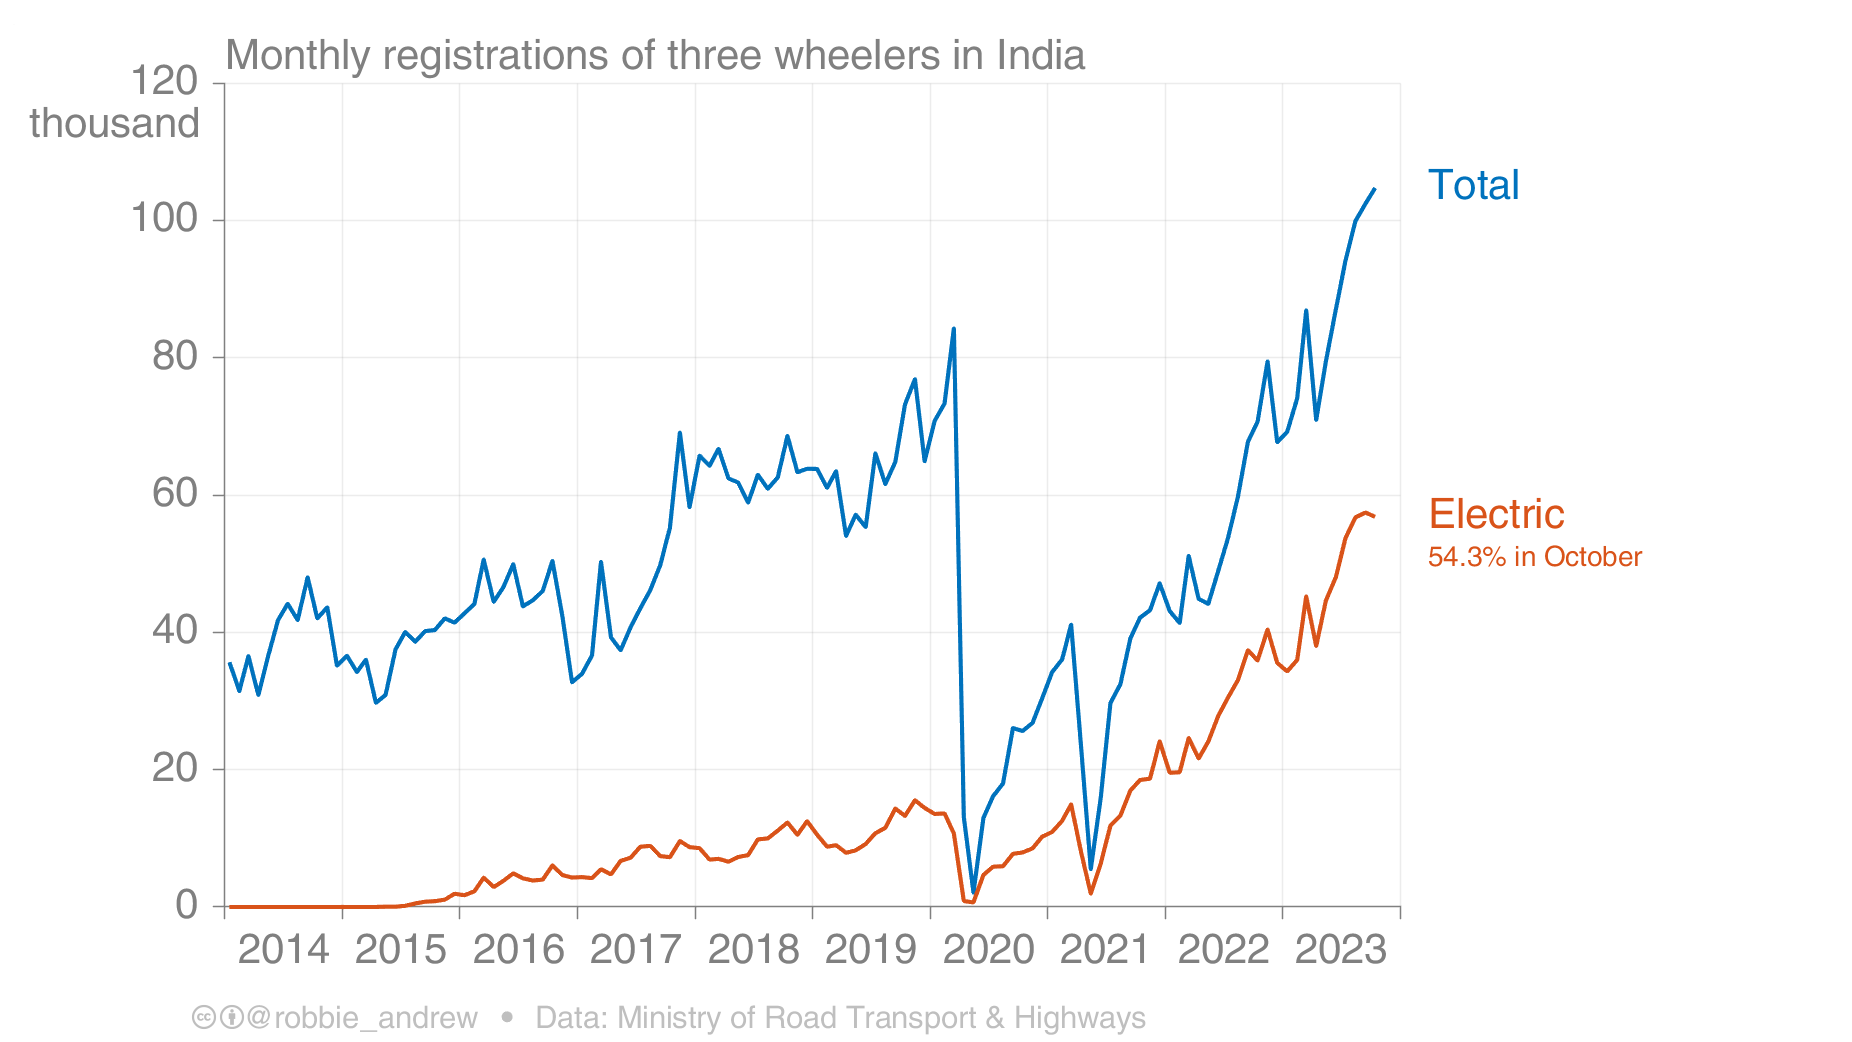 Monthly registrations of three wheelers in India
120
thousand
100
80
60
40
20
0
Total
Electric
54.3% in October
2014 2015 2016 2017 2018 2019 2020 2021 2022 2023
cc @robbie_andrew • Data: Ministry of Road Transport & Highways